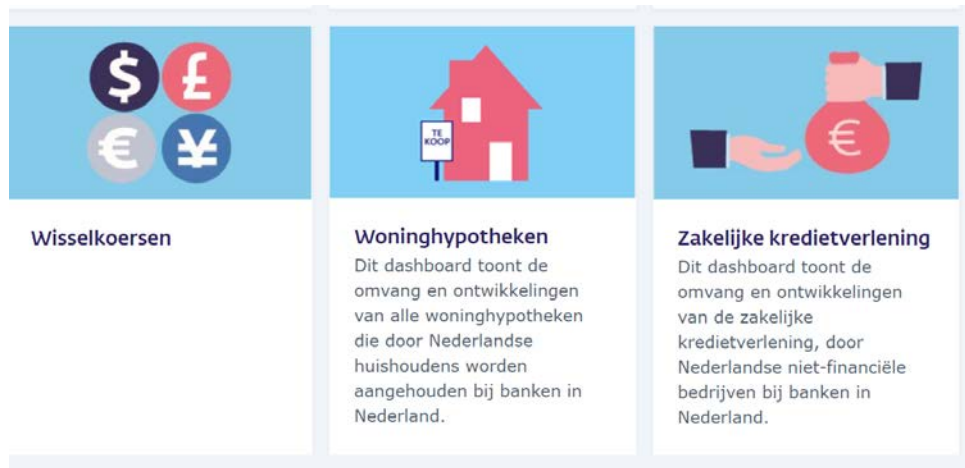 $ £
€ ¥
Wisselkoersen
TE
KOOP
Woninghypotheken
Dit dashboard toont de
omvang en ontwikkelingen
van alle woninghypotheken
die door Nederlandse
huishoudens worden
aangehouden bij banken in
Nederland.
€
Zakelijke kredietverlening
Dit dashboard toont de
omvang en ontwikkelingen
van de zakelijke
kredietverlening, door
Nederlandse niet-financiële
bedrijven bij banken in
Nederland.